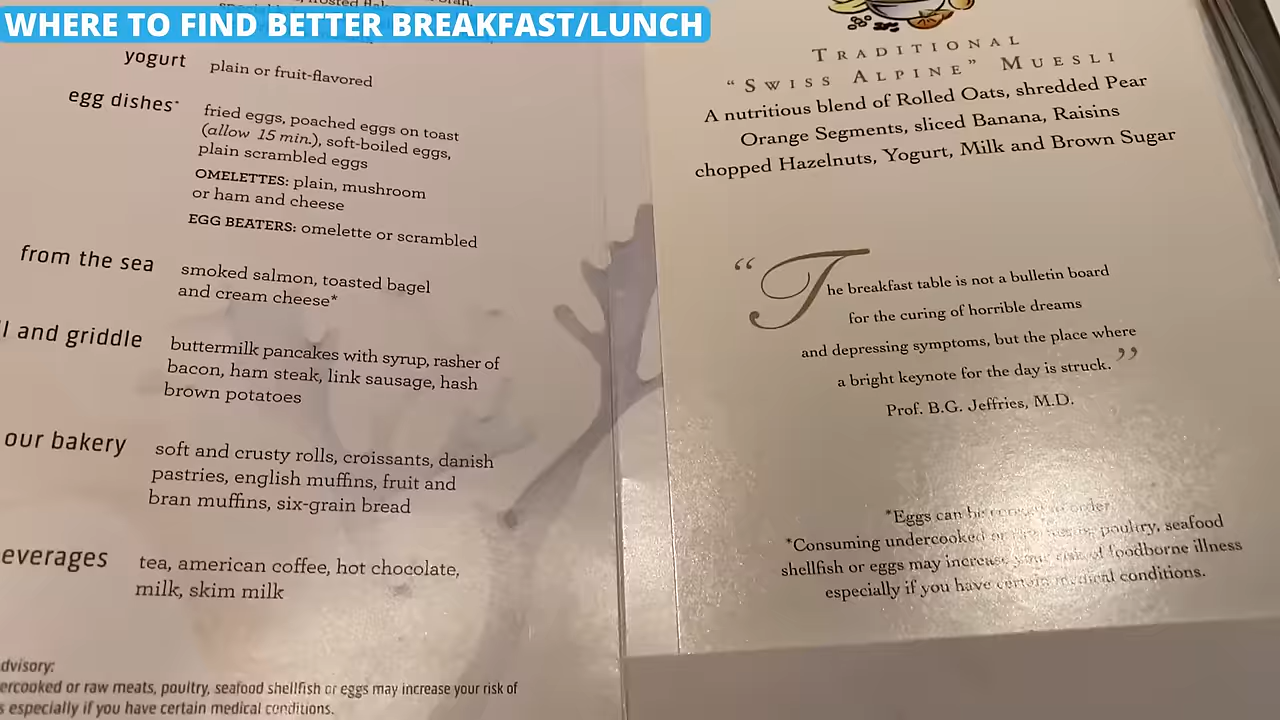 WHERE TO FIND BETTER BREAKFAST/LUNCH
yogurt
plain or fruit-flavored
egg dishes*
fried eggs, poached eggs on toast
(allow 15 min.), soft-boiled eggs,
plain scrambled eggs
OMELETTES: plain, mushroom
or ham and cheese
EGG BEATERS: omelette or scrambled
from the sea
smoked salmon, toasted bagel
and cream cheese*
and griddle
buttermilk pancakes with syrup, rasher of
bacon, ham steak, link sausage, hash
brown potatoes
our bakery
soft and crusty rolls, croissants, danish
pastries, english muffins, fruit and
bran muffins, six-grain bread
everages
tea, american coffee, hot chocolate,
milk, skim milk
dvisory:
ercooked or raw meats, poultry, seafood shellfish or eggs may increase your risk of
s especially if you have certain medical conditions.
TRADITIONAL
"SWISS ALPINE" MUESLI
A nutritious blend of Rolled Oats, shredded Pear
Orange Segments, sliced Banana, Raisins
chopped Hazelnuts, Yogurt, Milk and Brown Sugar
“The breakfast table is not a bulletin board
for the curing of horrible dreams
and depressing symptoms, but the place where
a bright keynote for the day is struck.”
Prof. B.G. Jeffries, M.D.
*Eggs can be order
*Consuming undercooked or poultry, seafood
shellfish or eggs may increase your risk of foodborne illness
especially if you have certain medical conditions.